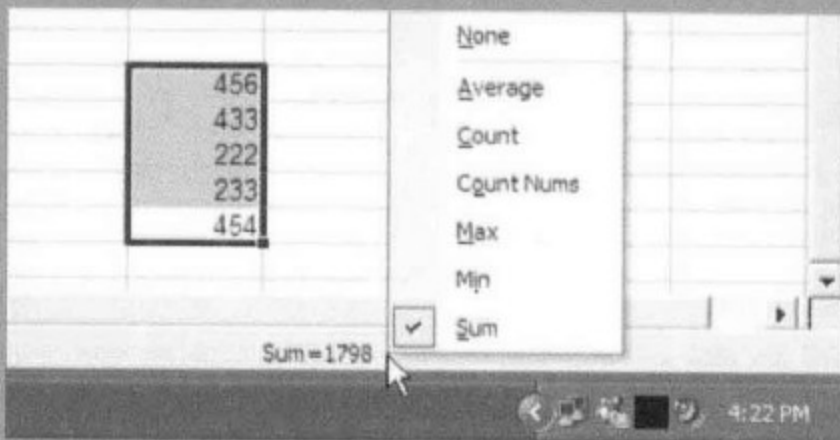 456
433
222
233
454
None
Average
Count
Count Nums
Max
Min
Sum
Sum=1798
4:22 PM